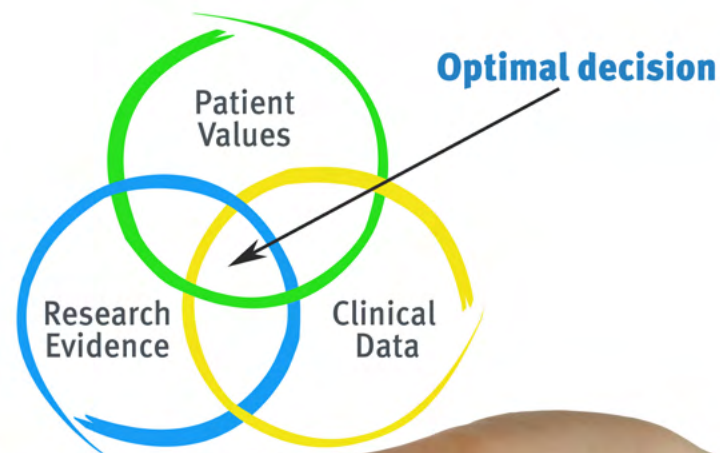 Optimal decision
Patient
Values
Research
Evidence
Clinical
Data